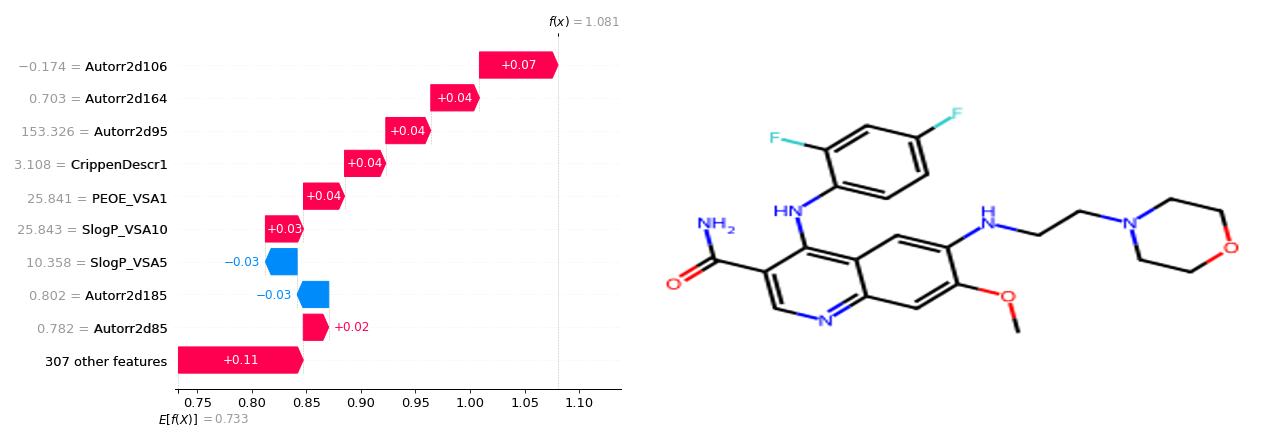 f(x) = 1.081
−0.174 = Autorr2d106
+0.07
0.703 = Autorr2d164
+0.04
153.326 = Autorr2d95
+0.04
3.108 = CrippenDescr1
+0.04
25.841 = PEOE_VSA1
+0.04
25.843 = SlogP_VSA10
+0.03
10.358 = SlogP_VSA5
−0.03
0.802 = Autorr2d185
−0.03
0.782 = Autorr2d85
+0.02
307 other features
+0.11
0.75 0.80 0.85 0.90 0.95 1.00 1.05 1.10
E[f(X)] = 0.733
F
F
HN
NH2
H
N
N
O
O
O
N